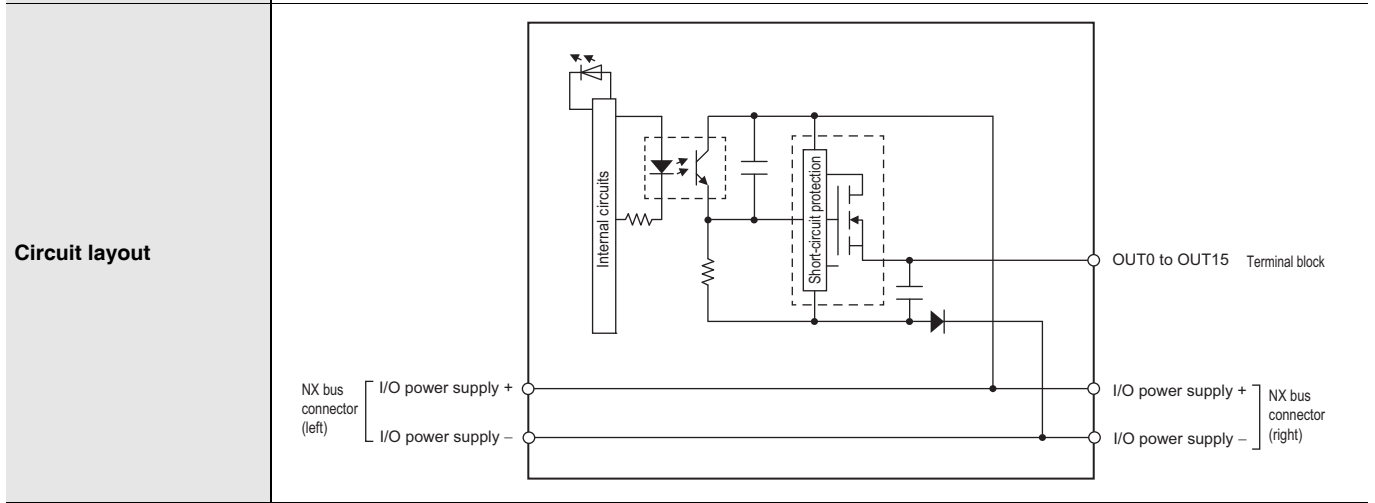 Circuit layout
Internal circuits
Short-circuit protection
OUT0 to OUT15 Terminal block
NX bus
connector
(left)
I/O power supply +
I/O power supply –
I/O power supply +
I/O power supply –
NX bus
connector
(right)